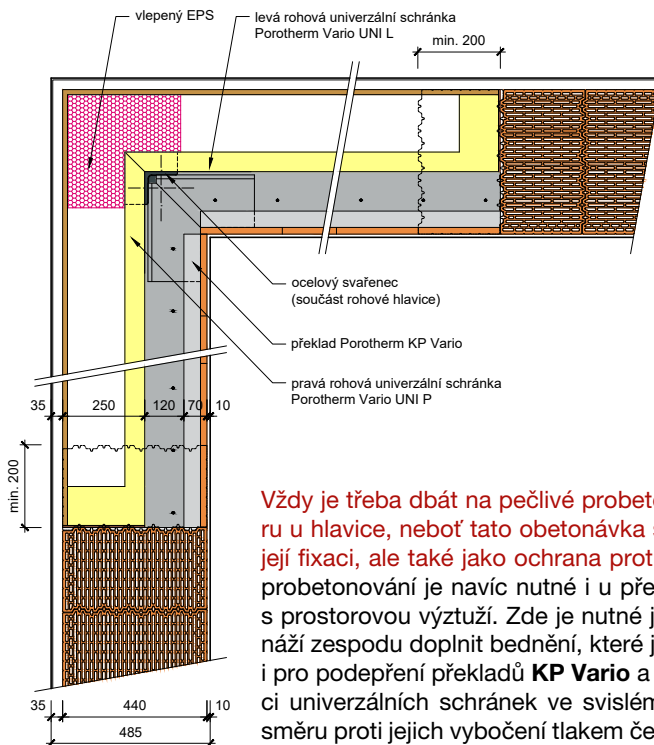 vlepený EPS
levá rohová univerzální schránka
Porotherm Vario UNI L
min. 200
ocelový svařenec
(součást rohové hlavice)
překlad Porotherm KP Vario
pravá rohová univerzální schránka
Porotherm Vario UNI P
35 250 120 70 10
min. 200
Vždy je třeba dbát na pečlivé probeto
ru u hlavice, neboť tato obetonávka s
její fixaci, ale také jako ochrana prot
probetonování je navíc nutné i u pře
s prostorovou výztuží. Zde je nutné j
náží zespodu doplnit bednění, které j
i pro podepření překladů KP Vario a
ci univerzálních schránek ve svislém
směru proti jejich vybočení tlakem če
35 440 10
485